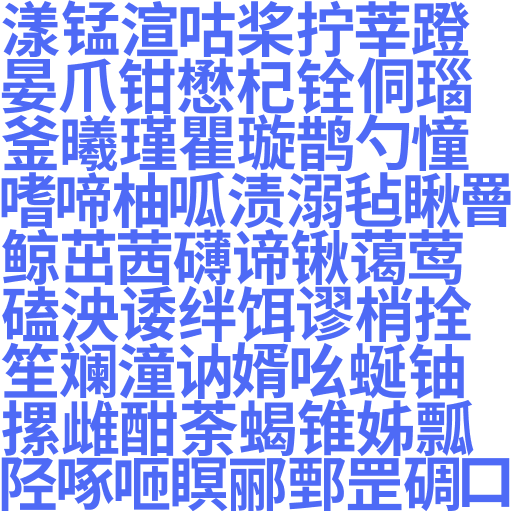 漾锰渲咕桨拧莘蹬
晏爪钳懋杞铨侗瑙
釜曦瑾瞿璇鹊勺憧
嗜啼柚呱渍溺毡瞅罾
鲸茁茜礴谛锹蔼莺
磕泱诿绊饵谬梢拴
笙斓潼讷婿吆蜒铀
摞雌酣荼蝎锥姊瓢
陉啄咂瞑郦鄄罡碉口